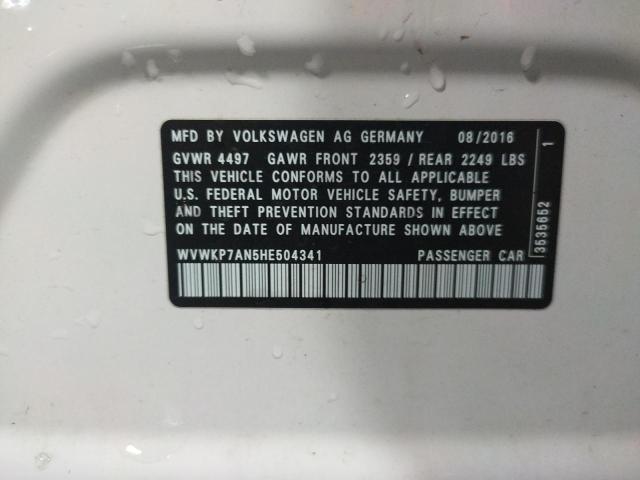 MFD BY VOLKSWAGEN AG GERMANY 08/2016
GVWR 4497 GAWR FRONT 2359 / REAR 2249 LBS
THIS VEHICLE CONFORMS TO ALL APPLICABLE
U.S. FEDERAL MOTOR VEHICLE SAFETY, BUMPER
AND THEFT PREVENTION STANDARDS IN EFFECT
ON THE DATE OF MANUFACTURE SHOWN ABOVE
WVWKP7AN5HE504341 PASSENGER CAR
3535652 1